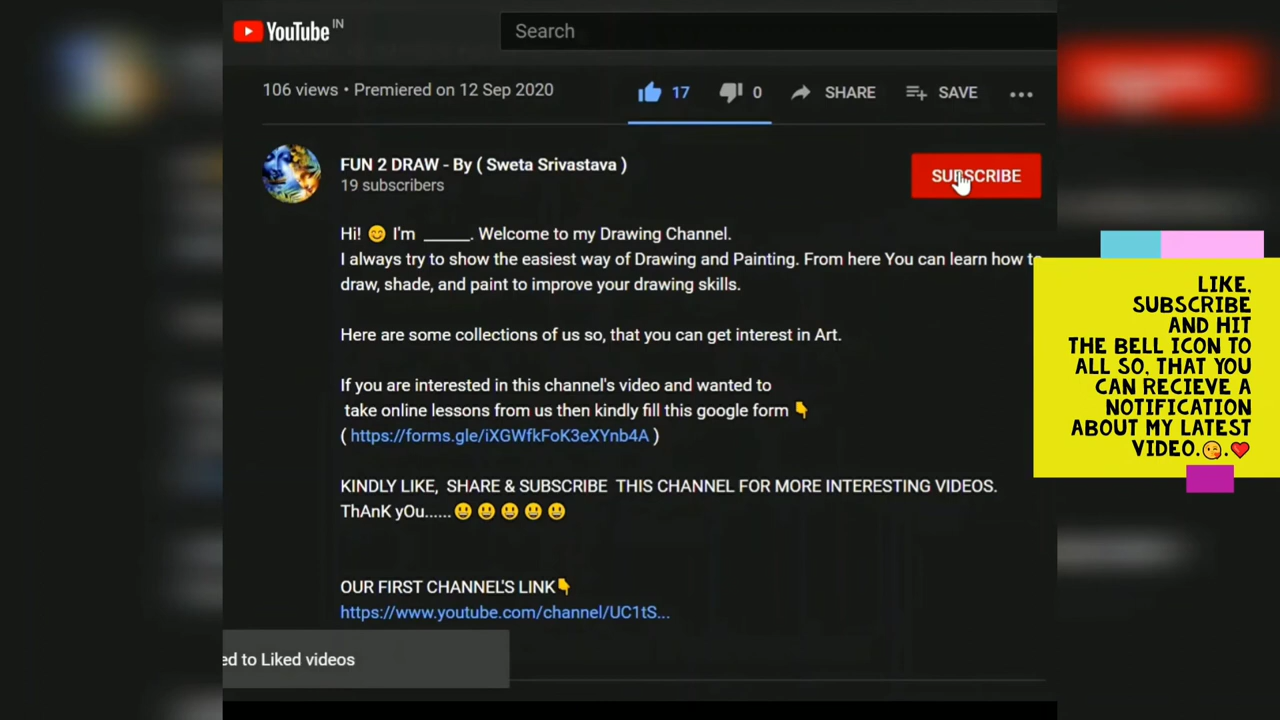 YouTube IN
Search
106 views • Premiered on 12 Sep 2020
17
0
SHARE
SAVE
FUN 2 DRAW - By ( Sweta Srivastava )
19 subscribers
SUBSCRIBE
Hi! 😊 I'm _____. Welcome to my Drawing Channel.
I always try to show the easiest way of Drawing and Painting. From here You can learn how to
draw, shade, and paint to improve your drawing skills.
Here are some collections of us so, that you can get interest in Art.
If you are interested in this channel's video and wanted to
take online lessons from us then kindly fill this google form 👇
( https://forms.gle/iXGWfkFoK3eXYnb4A )
KINDLY LIKE, SHARE & SUBSCRIBE THIS CHANNEL FOR MORE INTERESTING VIDEOS.
ThAnK yOu......😀😀😀😀😀
OUR FIRST CHANNEL'S LINK👇
https://www.youtube.com/channel/UC1tS...
ed to Liked videos
LIKE,
SUBSCRIBE
AND HIT
THE BELL ICON TO
ALL SO, THAT YOU
CAN RECIEVE A
NOTIFICATION
ABOUT MY LATEST
VIDEO.😘.❤️